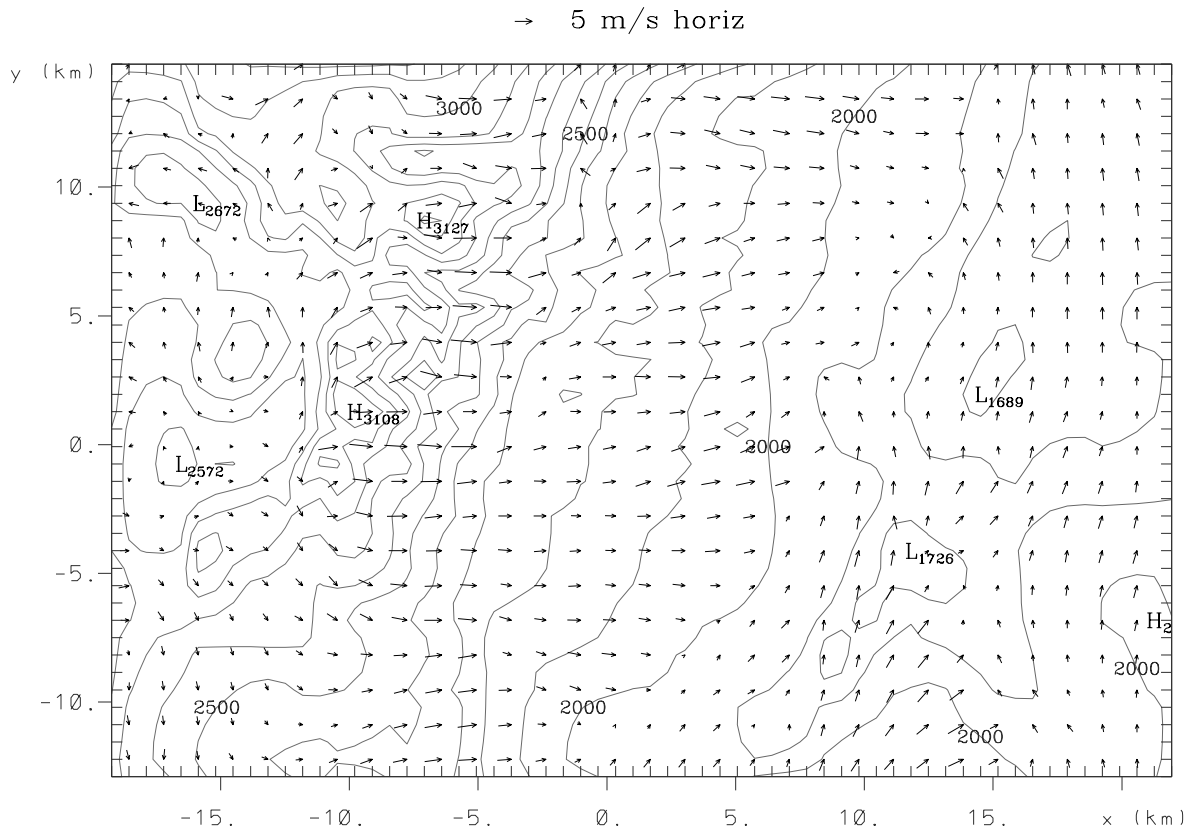 5 m/s horiz
y (km)
3000
2500
2000
10.
L2672
H3127
5.
L1689
H3108
0.
2000
L2572
L1726
-5.
H2
2000
-10.
2500
2000
2000
-15. -10. -5. 0. 5. 10. 15. x (km)